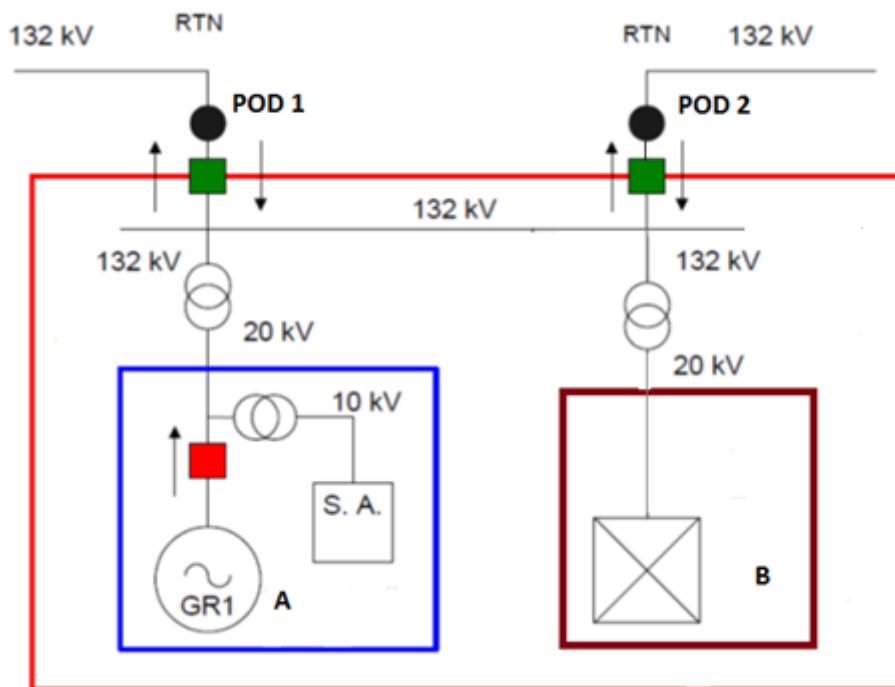 RTN
132 kV
RTN
132 kV
POD 1
POD 2
132 kV
132 kV
132 kV
20 kV
20 kV
10 kV
S. A.
GR1
A
B